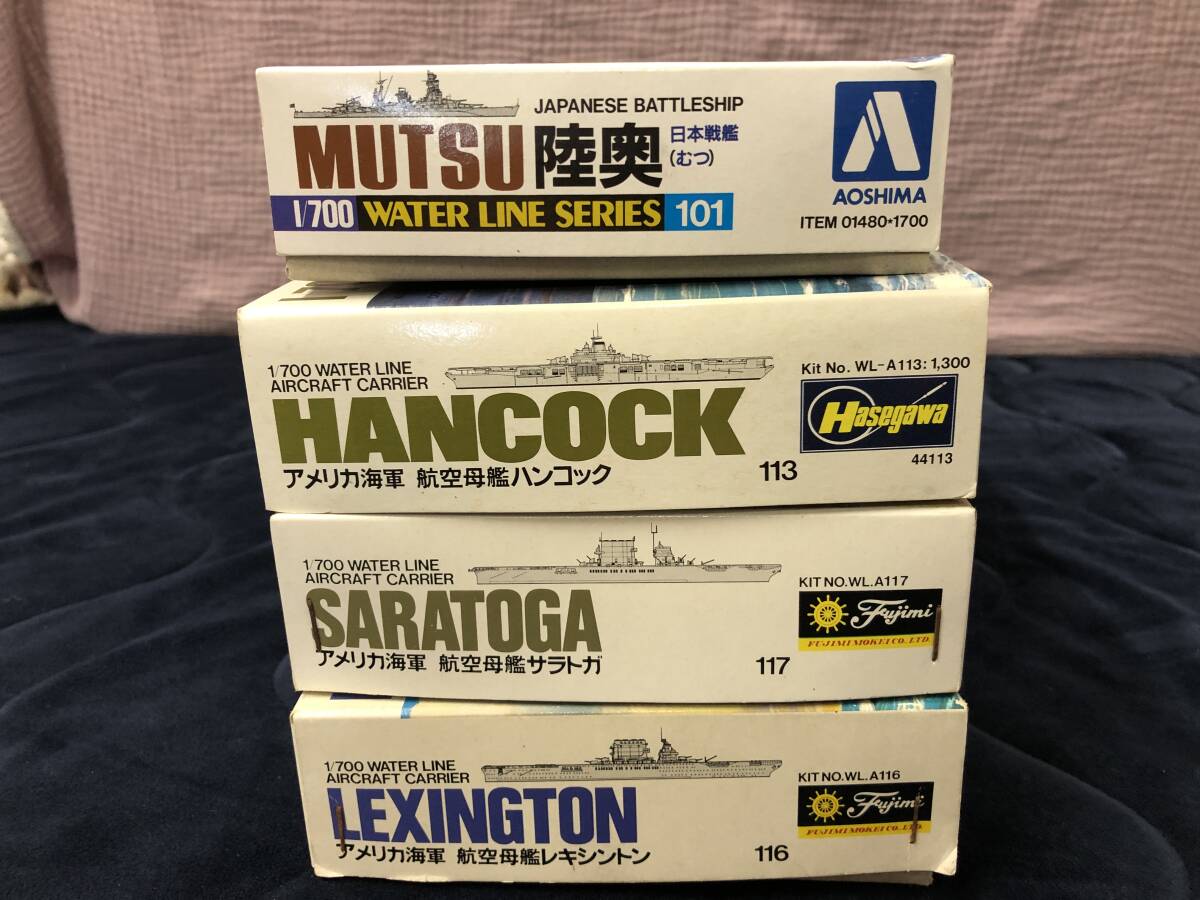 JAPANESE BATTLESHIP
MUTSU 陸奥 日本戦艦
(むつ)
1/700 WATER LINE SERIES 101
AOSHIMA
ITEM 01480★1700
1/700 WATER LINE
AIRCRAFT CARRIER
HANCOCK
アメリカ海軍 航空母艦ハンコック 113
Kit No. WL-A113: 1,300
Hasegawa
44113
1/700 WATER LINE
AIRCRAFT CARRIER
SARATOGA
アメリカ海軍 航空母艦サラトガ 117
KIT NO.WL.A117
Fujimi
FUJIMI MOKEI CO., LTD.
1/700 WATER LINE
AIRCRAFT CARRIER
LEXINGTON
アメリカ海軍 航空母艦レキシントン 116
KIT NO.WL.A116
Fujimi
FUJIMI MOKEI CO., LTD.